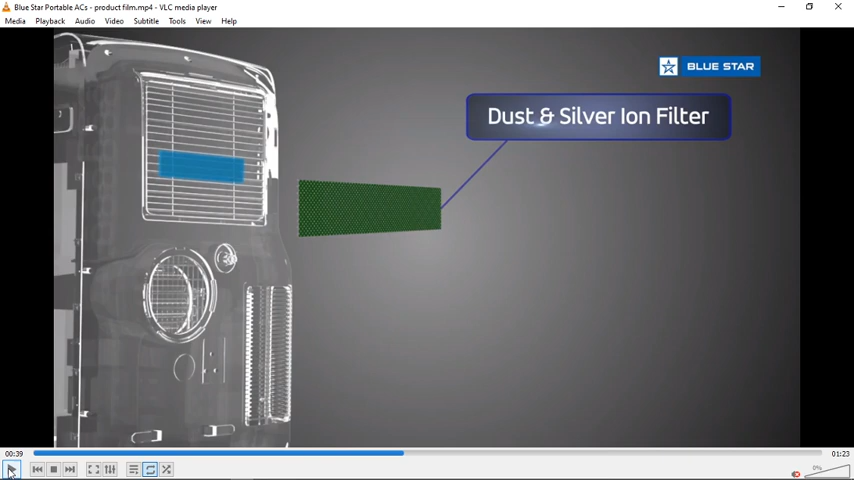 Blue Star Portable ACs - product film.mp4 - VLC media player
Media Playback Audio Video Subtitle Tools View Help
BLUE STAR
Dust & Silver Ion Filter
00:39 01:23
0%